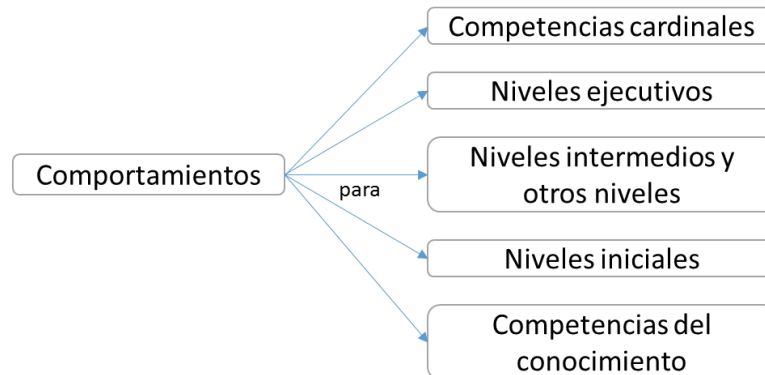 Competencias cardinales
Niveles ejecutivos
Comportamientos
para
Niveles intermedios y
otros niveles
Niveles iniciales
Competencias del
conocimiento